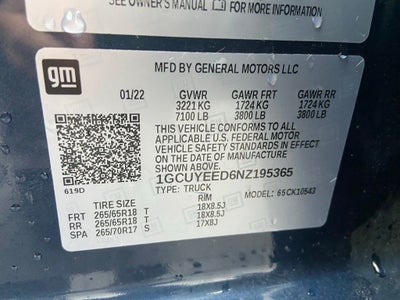 SEE OWNER'S MANUAL FOR MORE INFORMATION
gm
MFD BY GENERAL MOTORS LLC
01/22 GVWR GAWR FRT GAWR RR
3221 KG 1724 KG 1724 KG
7100 LB 3800 LB 3800 LB
THIS VEHICLE CONFORMS TO ALL
APPLICABLE U.S. FEDERAL MOTOR
VEHICLE SAFETY AND THEFT
PREVENTION STANDARDS IN EFFECT
ON THE DATE OF MANUFACTURE
SHOWN ABOVE.
619D 1GCUYEED6NZ195365
TYPE: TRUCK MODEL: 65CK10543
TIRE SIZE RIM
FRT 265/65R18 T 18X8.5J
RR 265/65R18 T 18X8.5J
SPA 265/70R17 S 17X8J